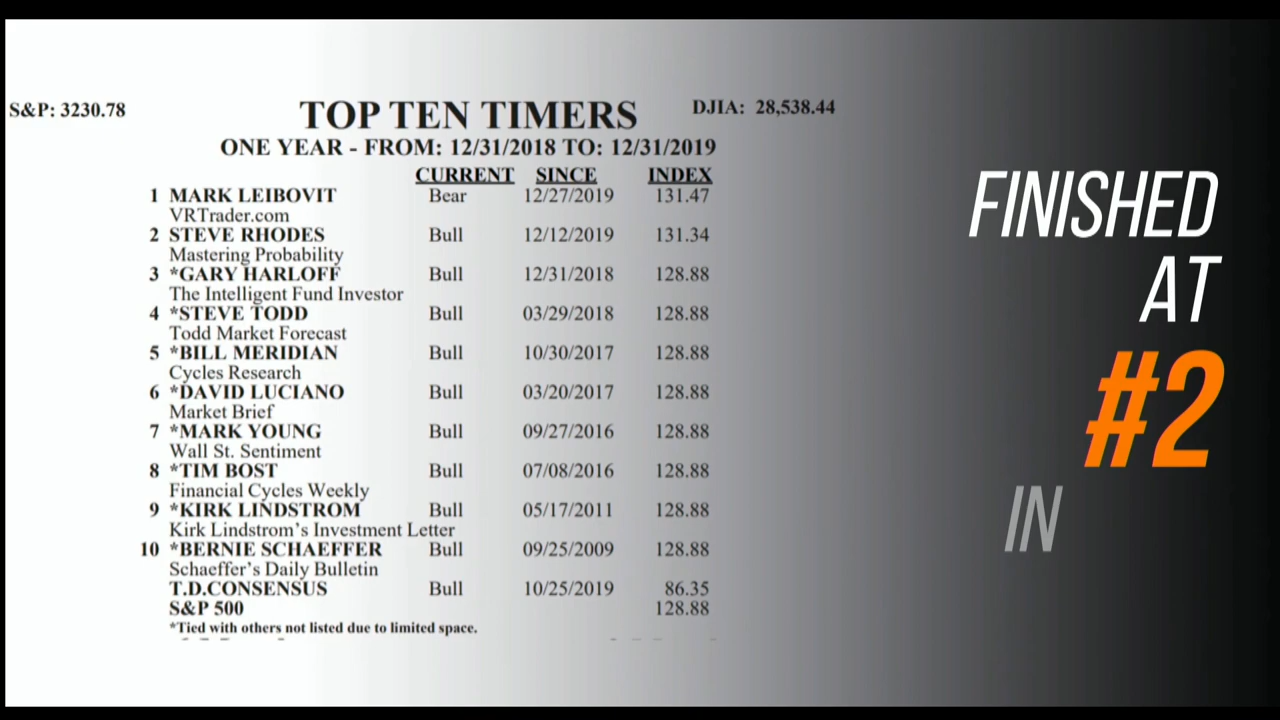 S&P: 3230.78
TOP TEN TIMERS
DJIA: 28,538.44
ONE YEAR - FROM: 12/31/2018 TO: 12/31/2019
CURRENT SINCE INDEX
1 MARK LEIBOVIT Bear 12/27/2019 131.47
VRTrader.com
2 STEVE RHODES Bull 12/12/2019 131.34
Mastering Probability
3 *GARY HARLOFF Bull 12/31/2018 128.88
The Intelligent Fund Investor
4 *STEVE TODD Bull 03/29/2018 128.88
Todd Market Forecast
5 *BILL MERIDIAN Bull 10/30/2017 128.88
Cycles Research
6 *DAVID LUCIANO Bull 03/20/2017 128.88
Market Brief
7 *MARK YOUNG Bull 09/27/2016 128.88
Wall St. Sentiment
8 *TIM BOST Bull 07/08/2016 128.88
Financial Cycles Weekly
9 *KIRK LINDSTROM Bull 05/17/2011 128.88
Kirk Lindstrom's Investment Letter
10 *BERNIE SCHAEFFER Bull 09/25/2009 128.88
Schaeffer's Daily Bulletin
T.D.CONSENSUS Bull 10/25/2019 86.35
S&P 500 128.88
*Tied with others not listed due to limited space.
FINISHED
AT
#2
IN